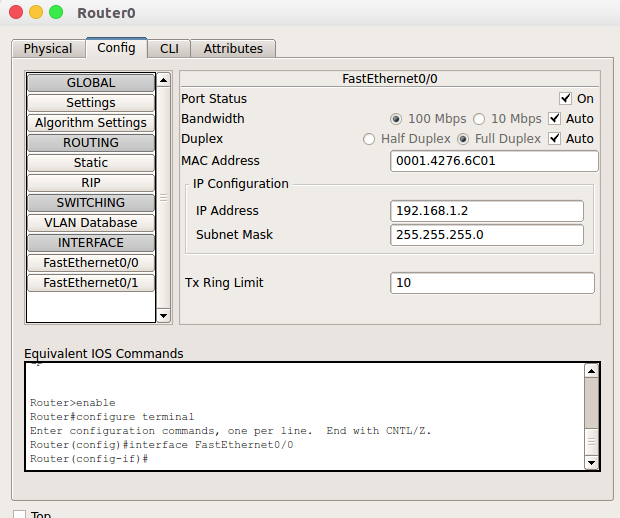 Router0
Physical Config CLI Attributes
GLOBAL
Settings
Algorithm Settings
ROUTING
Static
RIP
SWITCHING
VLAN Database
INTERFACE
FastEthernet0/0
FastEthernet0/1
FastEthernet0/0
Port Status On
Bandwidth 100 Mbps 10 Mbps Auto
Duplex Half Duplex Full Duplex Auto
MAC Address 0001.4276.6C01
IP Configuration
IP Address 192.168.1.2
Subnet Mask 255.255.255.0
Tx Ring Limit 10
Equivalent IOS Commands
Router>enable
Router#configure terminal
Enter configuration commands, one per line. End with CNTL/Z.
Router(config)#interface FastEthernet0/0
Router(config-if)#
Top